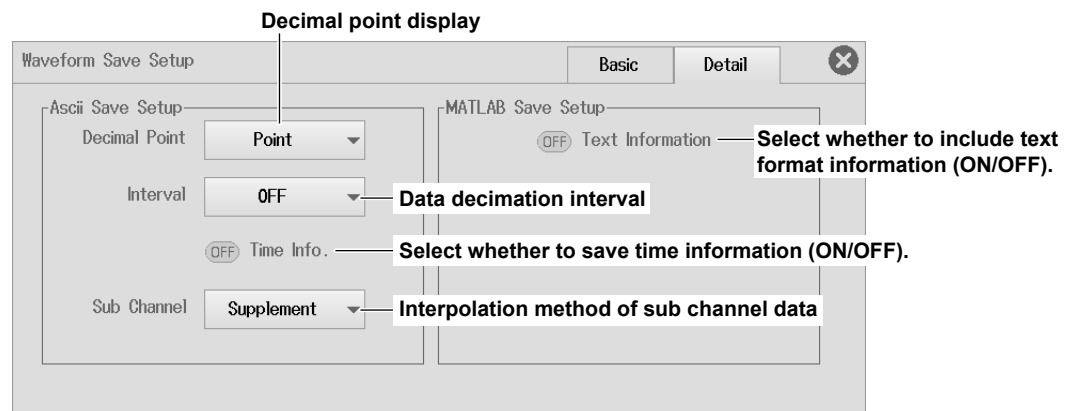 Decimal point display
Waveform Save Setup
Basic
Detail
Ascii Save Setup
MATLAB Save Setup
Decimal Point
Point
OFF Text Information
Select whether to include text
format information (ON/OFF).
Interval
OFF
Data decimation interval
OFF Time Info.
Select whether to save time information (ON/OFF).
Sub Channel
Supplement
Interpolation method of sub channel data